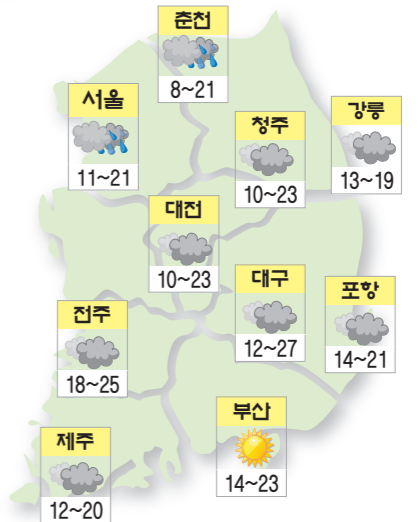 춘천
8~21
서울
11~21
강릉
13~19
청주
10~23
대전
10~23
대구
12~27
포항
14~21
전주
18~25
부산
14~23
제주
12~20